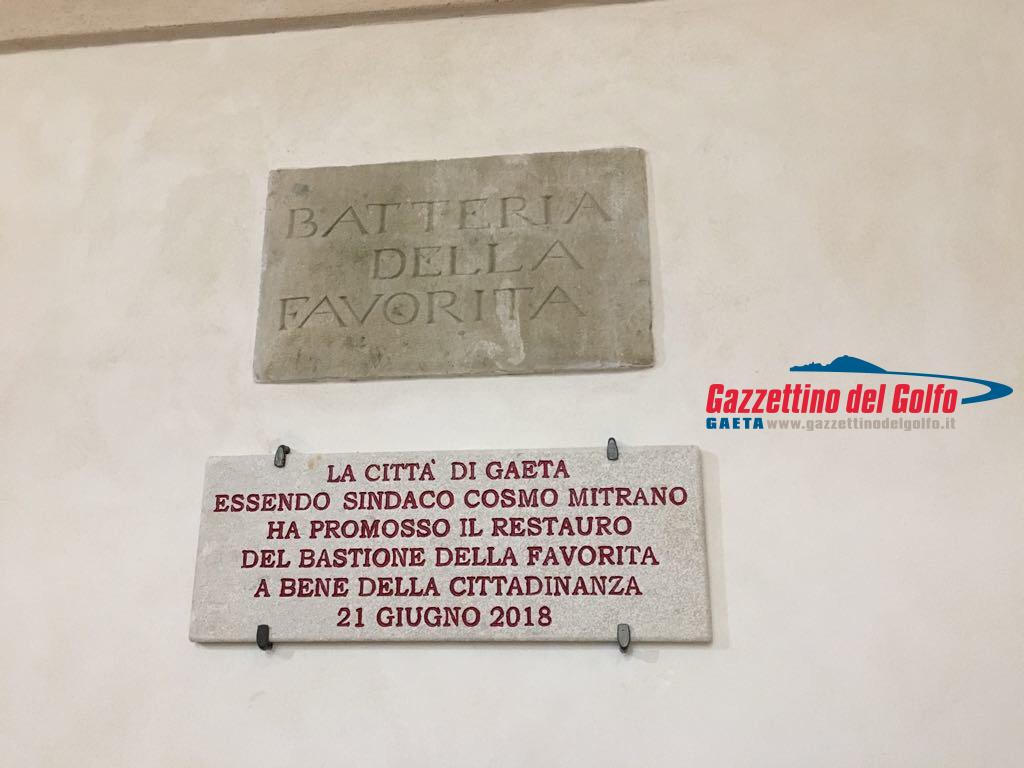 BATTERIA
DELLA
FAVORITA
Gazzettino del Golfo
GAETA www.gazzettinodelgolfo.it
LA CITTÀ DI GAETA
ESSENDO SINDACO COSMO MITRANO
HA PROMOSSO IL RESTAURO
DEL BASTIONE DELLA FAVORITA
A BENE DELLA CITTADINANZA
21 GIUGNO 2018